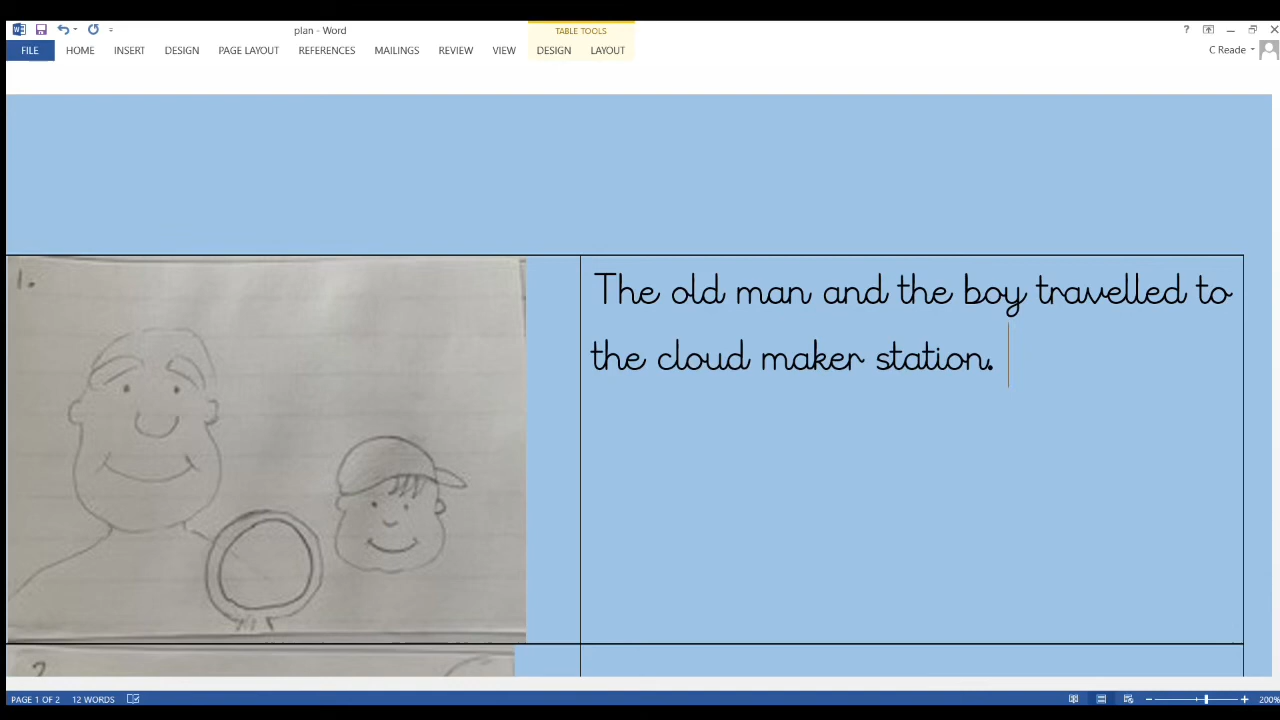 plan - Word
TABLE TOOLS
?
FILE HOME INSERT DESIGN PAGE LAYOUT REFERENCES MAILINGS REVIEW VIEW DESIGN LAYOUT
C Reade
1.
The old man and the boy travelled to
the cloud maker station.
2
PAGE 1 OF 2 12 WORDS
200%